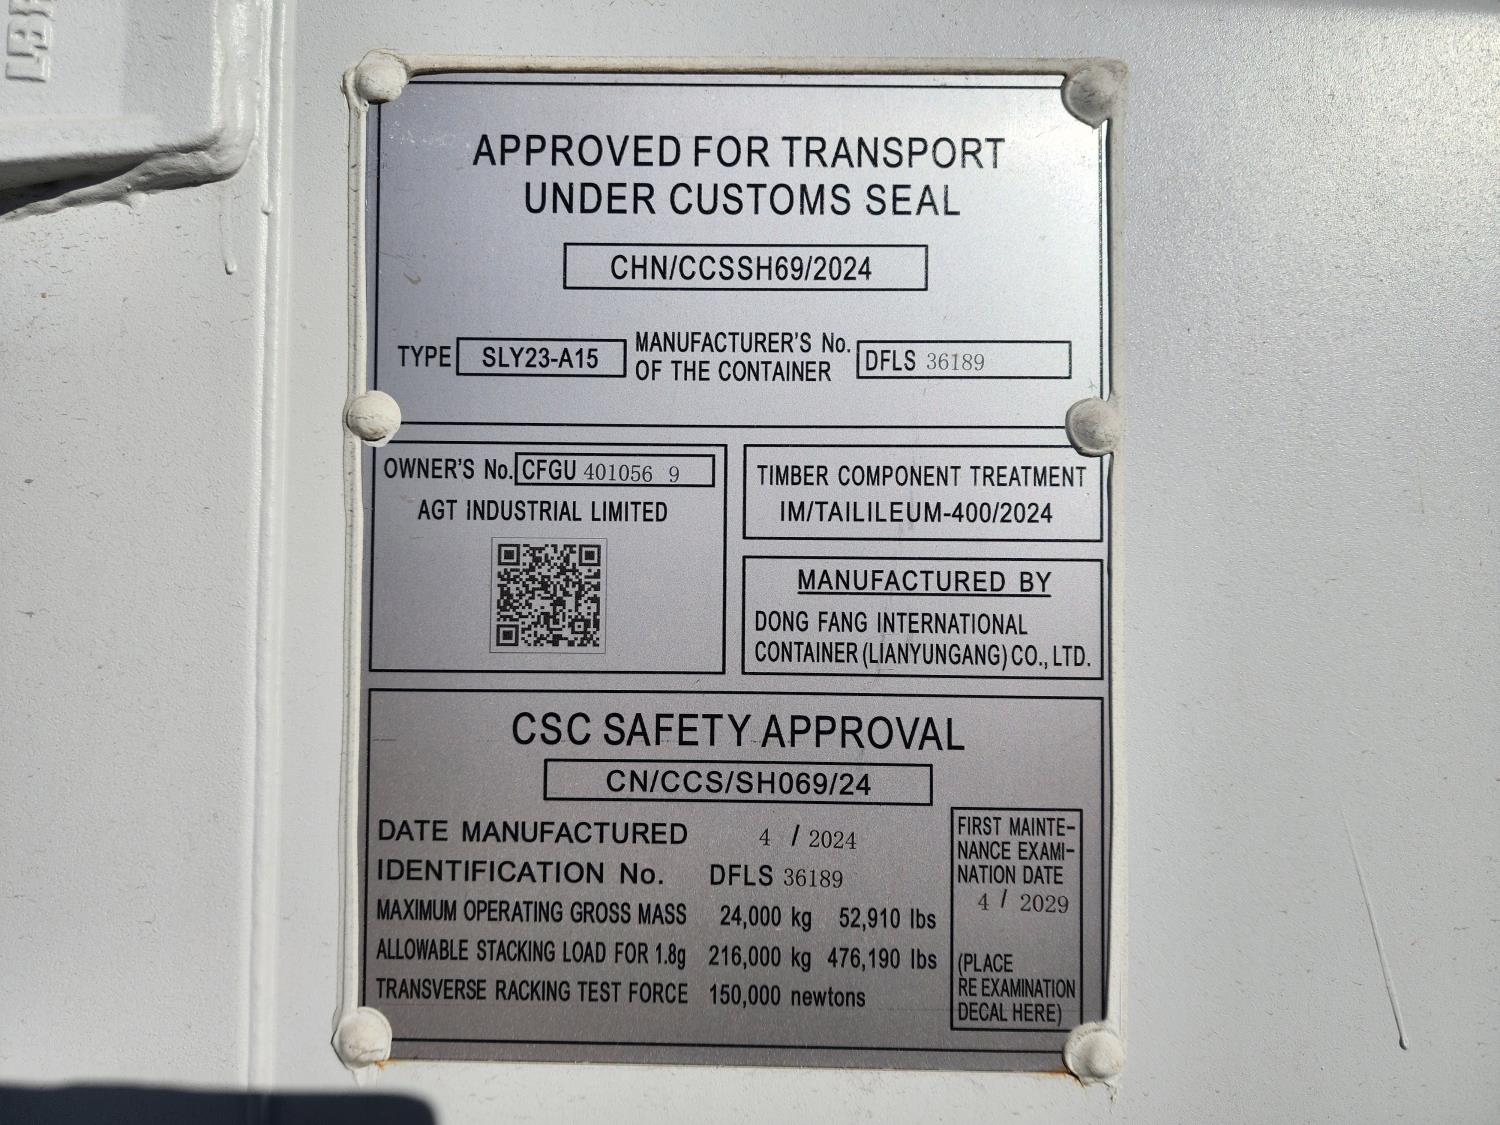 LBF
APPROVED FOR TRANSPORT
UNDER CUSTOMS SEAL
CHN/CCSSH69/2024
TYPE SLY23-A15 MANUFACTURER'S No. OF THE CONTAINER DFLS 36189
OWNER'S No. CFGU 401056 9
AGT INDUSTRIAL LIMITED
TIMBER COMPONENT TREATMENT
IM/TAILILEUM-400/2024
MANUFACTURED BY
DONG FANG INTERNATIONAL
CONTAINER (LIANYUNGANG) CO., LTD.
CSC SAFETY APPROVAL
CN/CCS/SH069/24
DATE MANUFACTURED 4 / 2024
IDENTIFICATION No. DFLS 36189
MAXIMUM OPERATING GROSS MASS 24,000 kg 52,910 lbs
ALLOWABLE STACKING LOAD FOR 1.8g 216,000 kg 476,190 lbs
TRANSVERSE RACKING TEST FORCE 150,000 newtons
FIRST MAINTE-
NANCE EXAMI-
NATION DATE
4 / 2029
(PLACE
RE EXAMINATION
DECAL HERE)